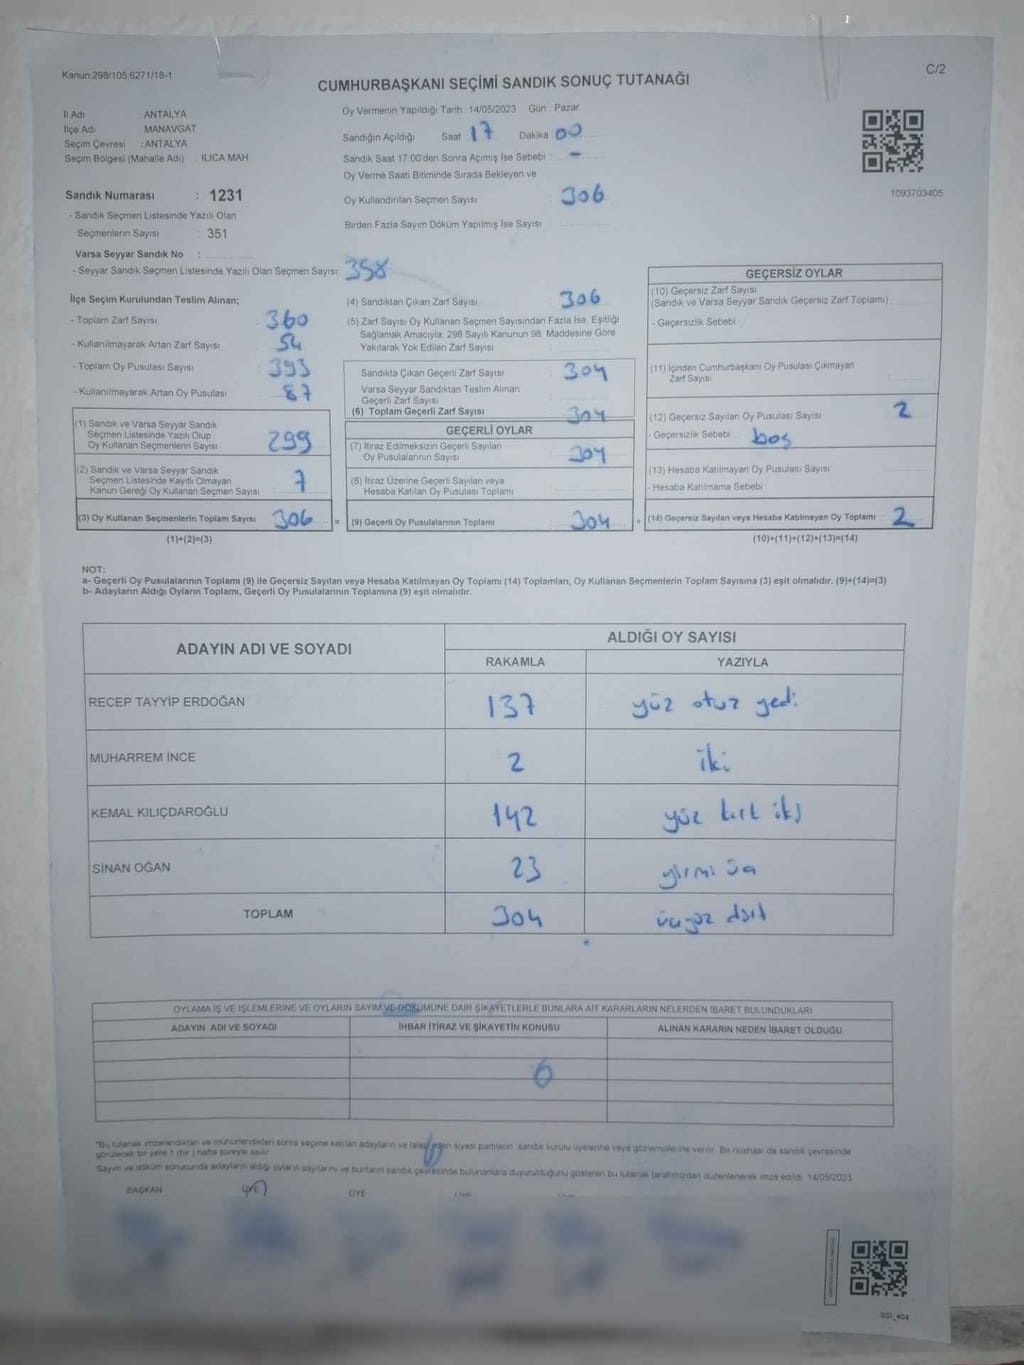 Kanun:298/105 6271/18-1
C/2
CUMHURBAŞKANI SEÇİMİ SANDIK SONUÇ TUTANAĞI
İl Adı ANTALYA
İlçe Adı MANAVGAT
Seçim Çevresi : ANTALYA
Seçim Bölgesi (Mahalle Adı) : ILICA MAH
Sandık Numarası : 1231
- Sandık Seçmen Listesinde Yazılı Olan
Seçmenlerin Sayısı : 351
Varsa Seyyar Sandık No :
- Seyyar Sandık Seçmen Listesinde Yazılı Olan Seçmen Sayısı: 358
Oy Vermenin Yapıldığı Tarih : 14/05/2023 Gün : Pazar
Sandığın Açıldığı Saat 17 Dakika 00
Sandık Saat 17:00'den Sonra Açımış İse Sebebi : -
Oy Verme Saati Bitiminde Sırada Bekleyen ve
Oy Kullandırılan Seçmen Sayısı 306
Birden Fazla Sayım Döküm Yapılmış İse Sayısı
1093703405
İlçe Seçim Kurulundan Teslim Alınan;
- Toplam Zarf Sayısı : 360
- Kullanılmayarak Artan Zarf Sayısı : 54
- Toplam Oy Pusulası Sayısı : 393
- Kullanılmayarak Artan Oy Pusulası : 87
(1) Sandık ve Varsa Seyyar Sandık
Seçmen Listesinde Yazılı Olup
Oy Kullanan Seçmenlerin Sayısı 299
(2) Sandık ve Varsa Seyyar Sandık
Seçmen Listesinde Kayıtlı Olmayan
Kanun Gereği Oy Kullanan Seçmen Sayısı 7
(3) Oy Kullanan Seçmenlerin Toplam Sayısı 306
(1)+(2)=(3)
(4) Sandıktan Çıkan Zarf Sayısı 306
(5) Zarf Sayısı Oy Kullanan Seçmen Sayısından Fazla İse, Eşitliği
Sağlamak Amacıyla; 298 Sayılı Kanunun 98. Maddesine Göre
Yakılarak Yok Edilen Zarf Sayısı
Sandıkta Çıkan Geçerli Zarf Sayısı 304
Varsa Seyyar Sandıktan Teslim Alınan
Geçerli Zarf Sayısı
(6) Toplam Geçerli Zarf Sayısı 304
GEÇERLİ OYLAR
(7) İtiraz Edilmeksizin Geçerli Sayılan
Oy Pusulalarının Sayısı 304
(8) İtiraz Üzerine Geçerli Sayılan veya
Hesaba Katılan Oy Pusulası Toplamı
= (9) Geçerli Oy Pusulalarının Toplamı 304
GEÇERSİZ OYLAR
(10) Geçersiz Zarf Sayısı
(Sandık ve Varsa Seyyar Sandık Geçersiz Zarf Toplamı)
- Geçersizlik Sebebi
(11) İçinden Cumhurbaşkanı Oy Pusulası Çıkmayan
Zarf Sayısı
(12) Geçersiz Sayılan Oy Pusulası Sayısı 2
- Geçersizlik Sebebi boş
(13) Hesaba Katılmayan Oy Pusulası Sayısı
- Hesaba Katılmama Sebebi
+ (14) Geçersiz Sayılan veya Hesaba Katılmayan Oy Toplamı 2
(10)+(11)+(12)+(13)=(14)
NOT:
a- Geçerli Oy Pusulalarının Toplamı (9) ile Geçersiz Sayılan veya Hesaba Katılmayan Oy Toplamı (14) Toplamları, Oy Kullanan Seçmenlerin Toplam Sayısına (3) eşit olmalıdır. (9)+(14)=(3)
b- Adayların Aldığı Oyların Toplamı, Geçerli Oy Pusulalarının Toplamına (9) eşit olmalıdır.
ADAYIN ADI VE SOYADI
ALDIĞI OY SAYISI
RAKAMLA YAZIYLA
RECEP TAYYİP ERDOĞAN 137 yüz otuz yedi
MUHARREM İNCE 2 iki
KEMAL KILIÇDAROĞLU 142 yüz kırk iki
SİNAN OĞAN 23 yirmi üç
TOPLAM 304 üçyüz dört
OYLAMA İŞ VE İŞLEMLERİNE VE OYLARIN SAYIM VE DÖKÜMÜNE DAİR ŞİKAYETLERLE BUNLARA AİT KARARLARIN NELERDEN İBARET BULUNDUKLARI
ADAYIN ADI VE SOYADI İHBAR İTİRAZ VE ŞİKAYETİN KONUSU ALINAN KARARIN NEDEN İBARET OLDUĞU
0
*Bu tutanak imzalandıktan ve mühürlendikten sonra seçime katılan adayların ve talep eden siyasi partilerin sandık kurulu üyelerine veya gözlemcilerine verilir. Bir nüshası da sandık çevresinde
görülecek bir yere 1 (bir) hafta süreyle asılır.
Sayım ve döküm sonucunda adayların aldığı oyların sayılarını ve bunların sandık çevresinde bulunanlara duyurulduğunu gösteren bu tutanak tarafımızdan düzenlenerek imza edildi. 14/05/2023
BAŞKAN ÜYE ÜYE
SSI_404